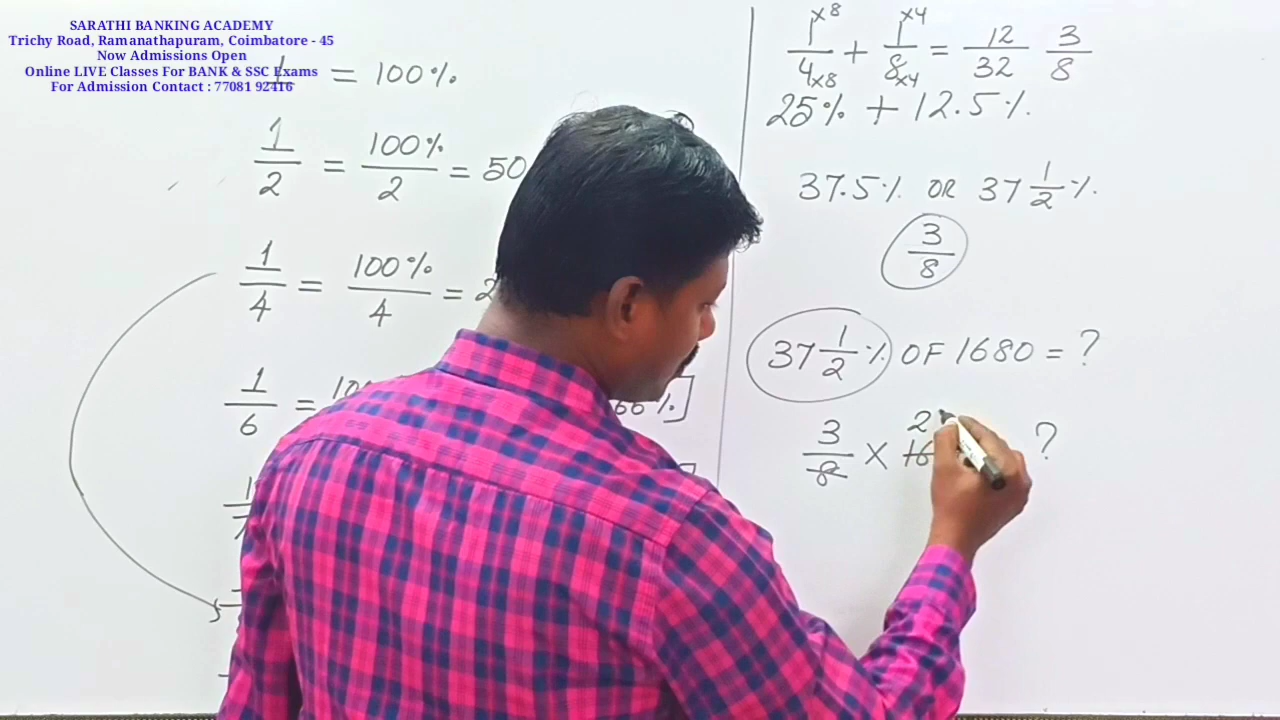 SARATHI BANKING ACADEMY
Trichy Road, Ramanathapuram, Coimbatore - 45
Now Admissions Open
Online LIVE Classes For BANK & SSC Exams
For Admission Contact : 77081 92416
1 = 100%
1/2 = 100%/2 = 50
1/4 = 100%/4 =
1/6 =
1×8/4×8 + 1×4/8×4 = 12/32 3/8
25% + 12.5%
37.5% OR 37 1/2 %
3/8
37 1/2 % OF 1680 = ?
2
3/8 × 16 ?